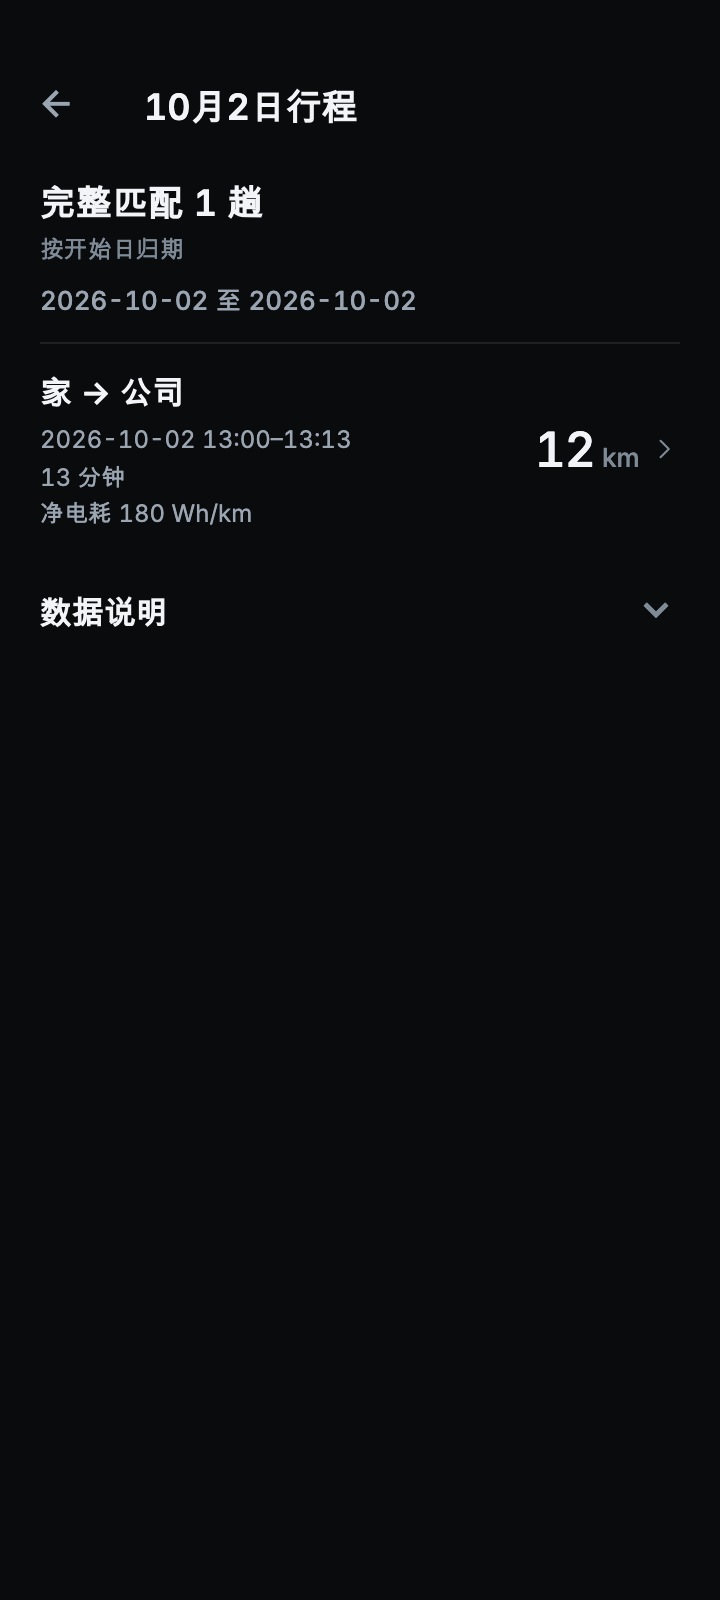 10月2日行程
完整匹配 1 趟
按开始日归期
2026-10-02 至 2026-10-02
家 → 公司
2026-10-02 13:00–13:13
13 分钟
净电耗 180 Wh/km
12 km
数据说明